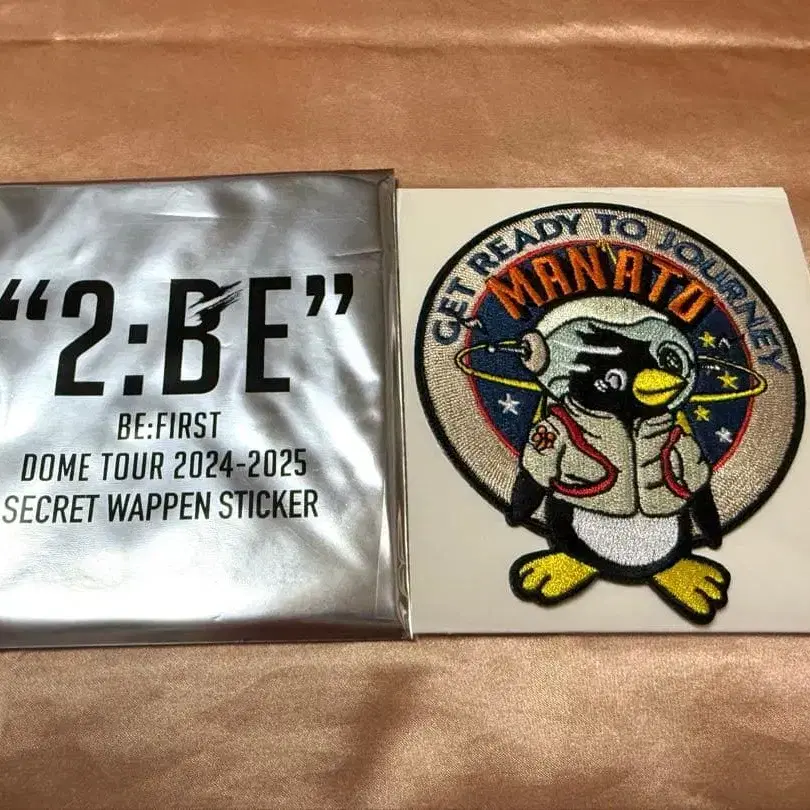 “2:BE”
BE:FIRST
DOME TOUR 2024-2025
SECRET WAPPEN STICKER
GET READY TO JOURNEY
MANATO